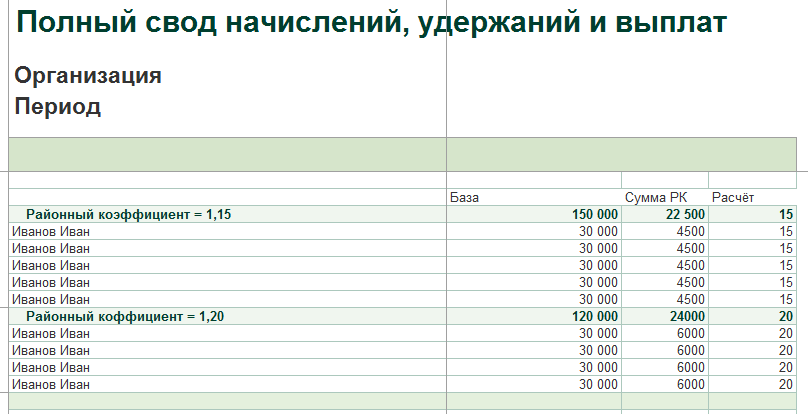 Полный свод начислений, удержаний и выплат
Организация
Период
База Сумма РК Расчёт
Районный коэффициент = 1,15 150 000 22 500 15
Иванов Иван 30 000 4500 15
Иванов Иван 30 000 4500 15
Иванов Иван 30 000 4500 15
Иванов Иван 30 000 4500 15
Иванов Иван 30 000 4500 15
Районный коффициент = 1,20 120 000 24000 20
Иванов Иван 30 000 6000 20
Иванов Иван 30 000 6000 20
Иванов Иван 30 000 6000 20
Иванов Иван 30 000 6000 20